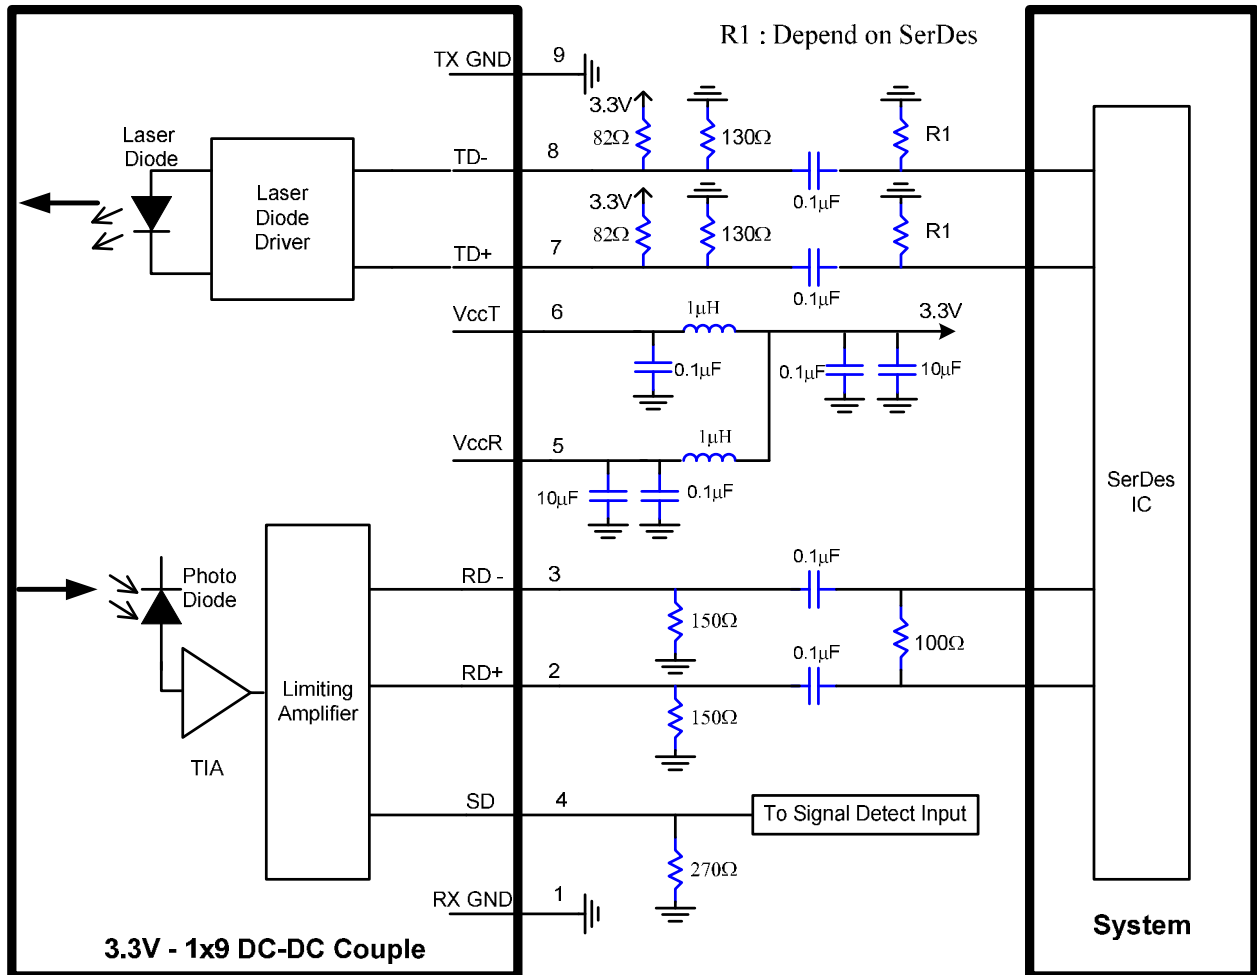 R1 : Depend on SerDes
TX GND
9
3.3V
82Ω
130Ω
R1
Laser
Diode
TD-
8
0.1μF
Laser
Diode
Driver
3.3V
82Ω
130Ω
R1
TD+
7
0.1μF
VccT
6
1μH
3.3V
0.1μF
0.1μF
10μF
VccR
5
1μH
10μF
0.1μF
SerDes
IC
Photo
Diode
RD -
3
0.1μF
150Ω
100Ω
Limiting
Amplifier
RD+
2
0.1μF
150Ω
TIA
SD
4
To Signal Detect Input
270Ω
RX GND
1
3.3V - 1x9 DC-DC Couple
System